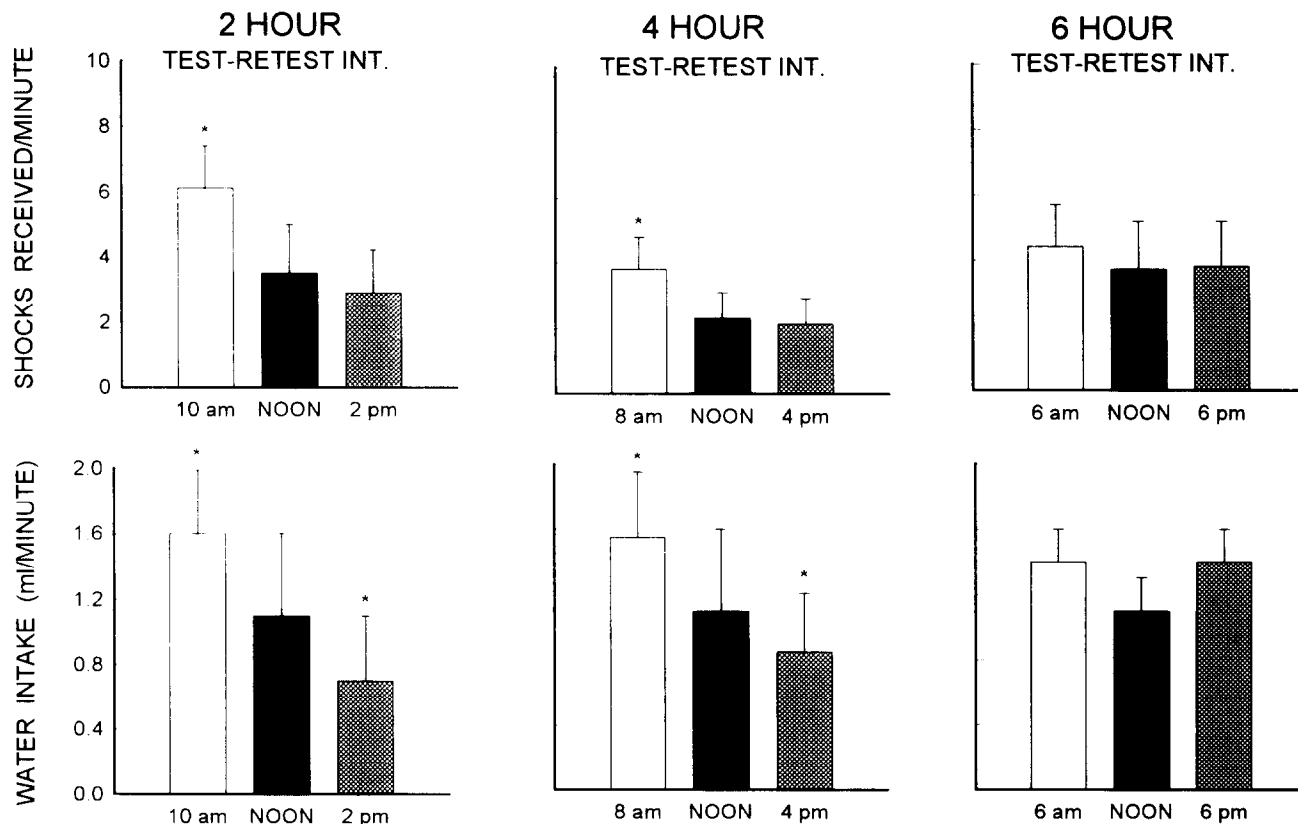 2 HOUR
TEST-RETEST INT.
4 HOUR
TEST-RETEST INT.
6 HOUR
TEST-RETEST INT.
SHOCKS RECEIVED/MINUTE
10
8
6
4
2
0
*
*
10 am NOON 2 pm
8 am NOON 4 pm
6 am NOON 6 pm
WATER INTAKE (ml/MINUTE)
2.0
1.6
1.2
0.8
0.4
0.0
*
*
*
*
10 am NOON 2 pm
8 am NOON 4 pm
6 am NOON 6 pm